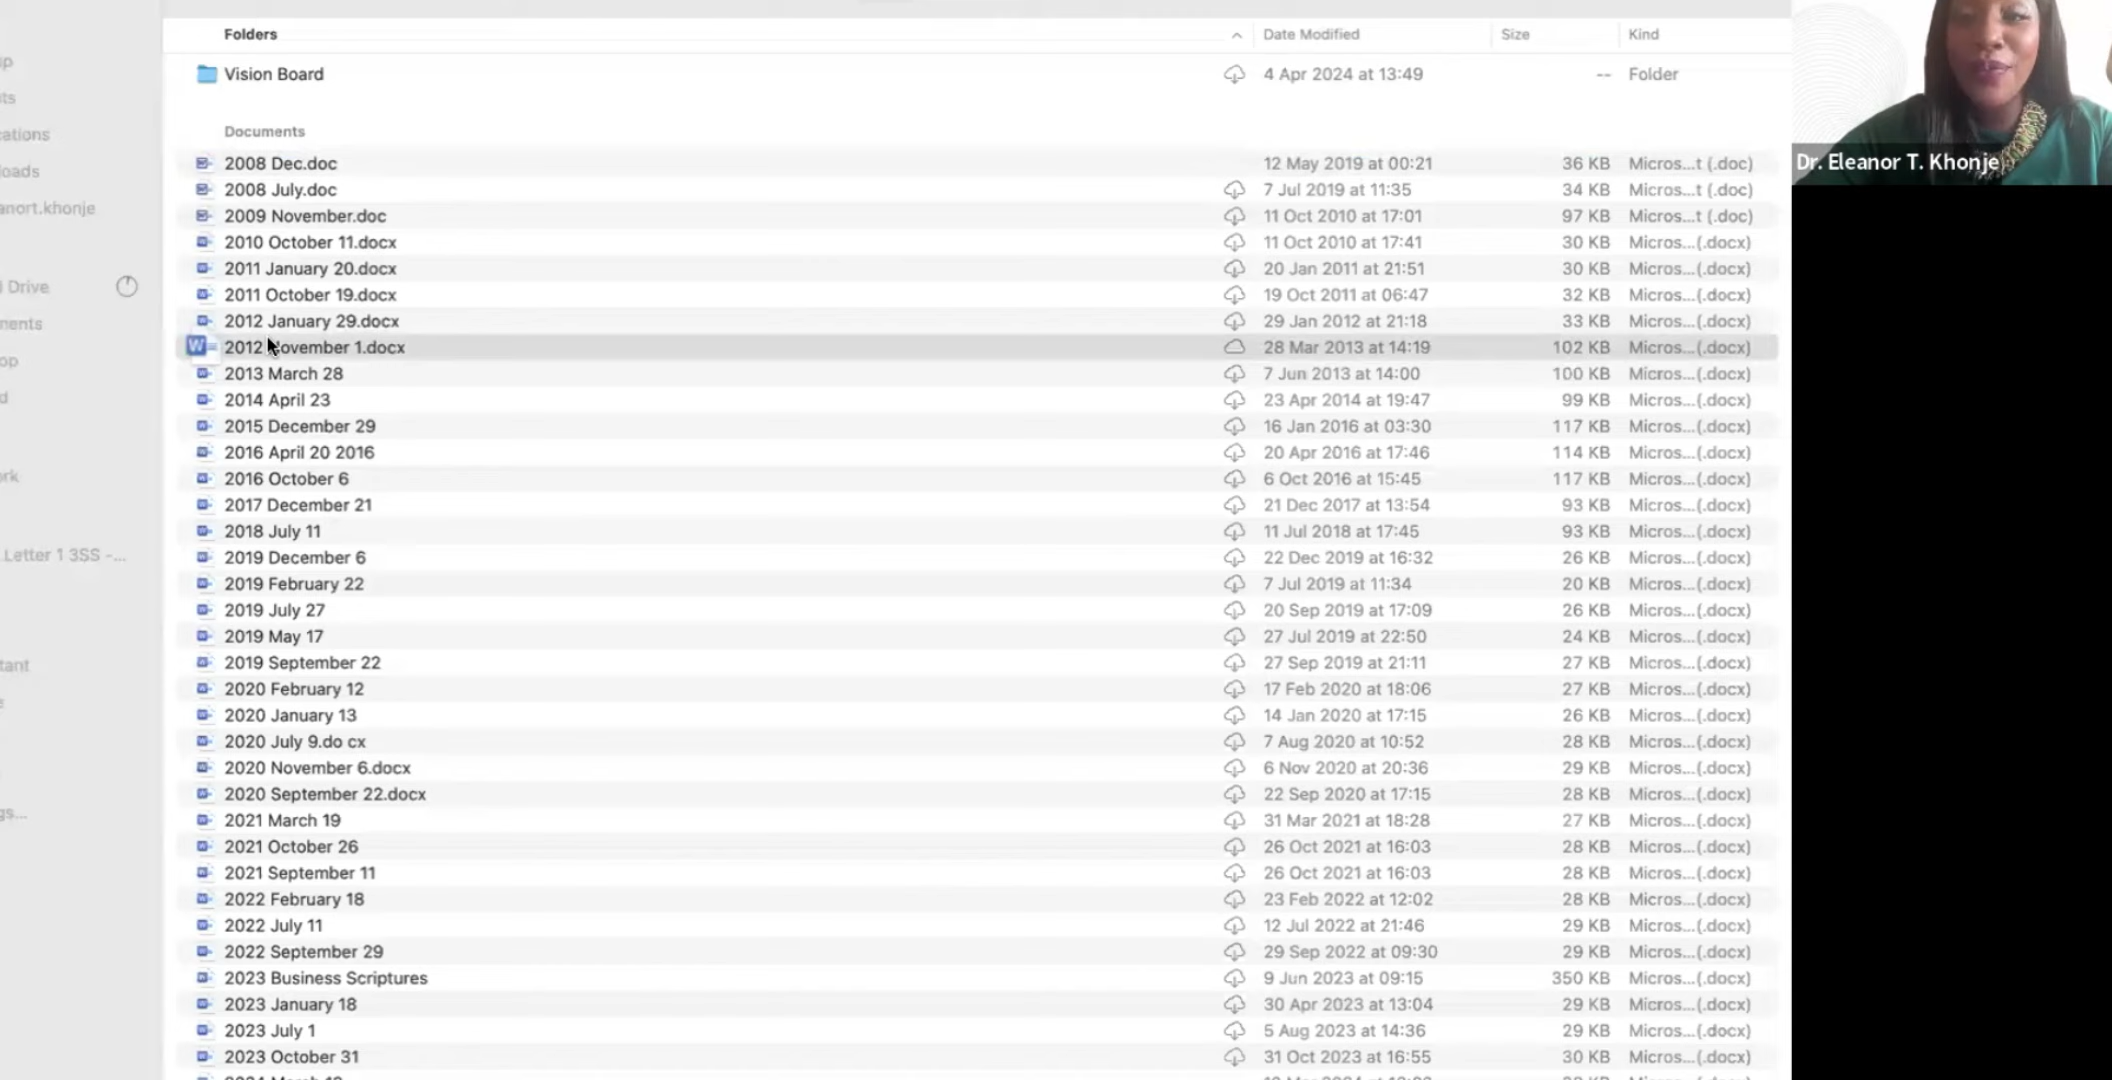 Folders Date Modified Size Kind
Vision Board 4 Apr 2024 at 13:49 -- Folder
Documents
2008 Dec.doc 12 May 2019 at 00:21 36 KB Micros...t (.doc)
2008 July.doc 7 Jul 2019 at 11:35 34 KB Micros...t (.doc)
2009 November.doc 11 Oct 2010 at 17:01 97 KB Micros...t (.doc)
2010 October 11.docx 11 Oct 2010 at 17:41 30 KB Micros...(.docx)
2011 January 20.docx 20 Jan 2011 at 21:51 30 KB Micros...(.docx)
2011 October 19.docx 19 Oct 2011 at 06:47 32 KB Micros...(.docx)
2012 January 29.docx 29 Jan 2012 at 21:18 33 KB Micros...(.docx)
2012 November 1.docx 28 Mar 2013 at 14:19 102 KB Micros...(.docx)
2013 March 28 7 Jun 2013 at 14:00 100 KB Micros...(.docx)
2014 April 23 23 Apr 2014 at 19:47 99 KB Micros...(.docx)
2015 December 29 16 Jan 2016 at 03:30 117 KB Micros...(.docx)
2016 April 20 2016 20 Apr 2016 at 17:46 114 KB Micros...(.docx)
2016 October 6 6 Oct 2016 at 15:45 117 KB Micros...(.docx)
2017 December 21 21 Dec 2017 at 13:54 93 KB Micros...(.docx)
2018 July 11 11 Jul 2018 at 17:45 93 KB Micros...(.docx)
2019 December 6 22 Dec 2019 at 16:32 26 KB Micros...(.docx)
2019 February 22 7 Jul 2019 at 11:34 20 KB Micros...(.docx)
2019 July 27 20 Sep 2019 at 17:09 26 KB Micros...(.docx)
2019 May 17 27 Jul 2019 at 22:50 24 KB Micros...(.docx)
2019 September 22 27 Sep 2019 at 21:11 27 KB Micros...(.docx)
2020 February 12 17 Feb 2020 at 18:06 27 KB Micros...(.docx)
2020 January 13 14 Jan 2020 at 17:15 26 KB Micros...(.docx)
2020 July 9.do cx 7 Aug 2020 at 10:52 28 KB Micros...(.docx)
2020 November 6.docx 6 Nov 2020 at 20:36 29 KB Micros...(.docx)
2020 September 22.docx 22 Sep 2020 at 17:15 28 KB Micros...(.docx)
2021 March 19 31 Mar 2021 at 18:28 27 KB Micros...(.docx)
2021 October 26 26 Oct 2021 at 16:03 28 KB Micros...(.docx)
2021 September 11 26 Oct 2021 at 16:03 28 KB Micros...(.docx)
2022 February 18 23 Feb 2022 at 12:02 28 KB Micros...(.docx)
2022 July 11 12 Jul 2022 at 21:46 29 KB Micros...(.docx)
2022 September 29 29 Sep 2022 at 09:30 29 KB Micros...(.docx)
2023 Business Scriptures 9 Jun 2023 at 09:15 350 KB Micros...(.docx)
2023 January 18 30 Apr 2023 at 13:04 29 KB Micros...(.docx)
2023 July 1 5 Aug 2023 at 14:36 29 KB Micros...(.docx)
2023 October 31 31 Oct 2023 at 16:55 30 KB Micros...(.docx)
p
ts
ations
loads
anort.khonje
Drive
ments
op
d
ork
Letter 1 3SS -...
tant
e
gs...
Dr. Eleanor T. Khonje